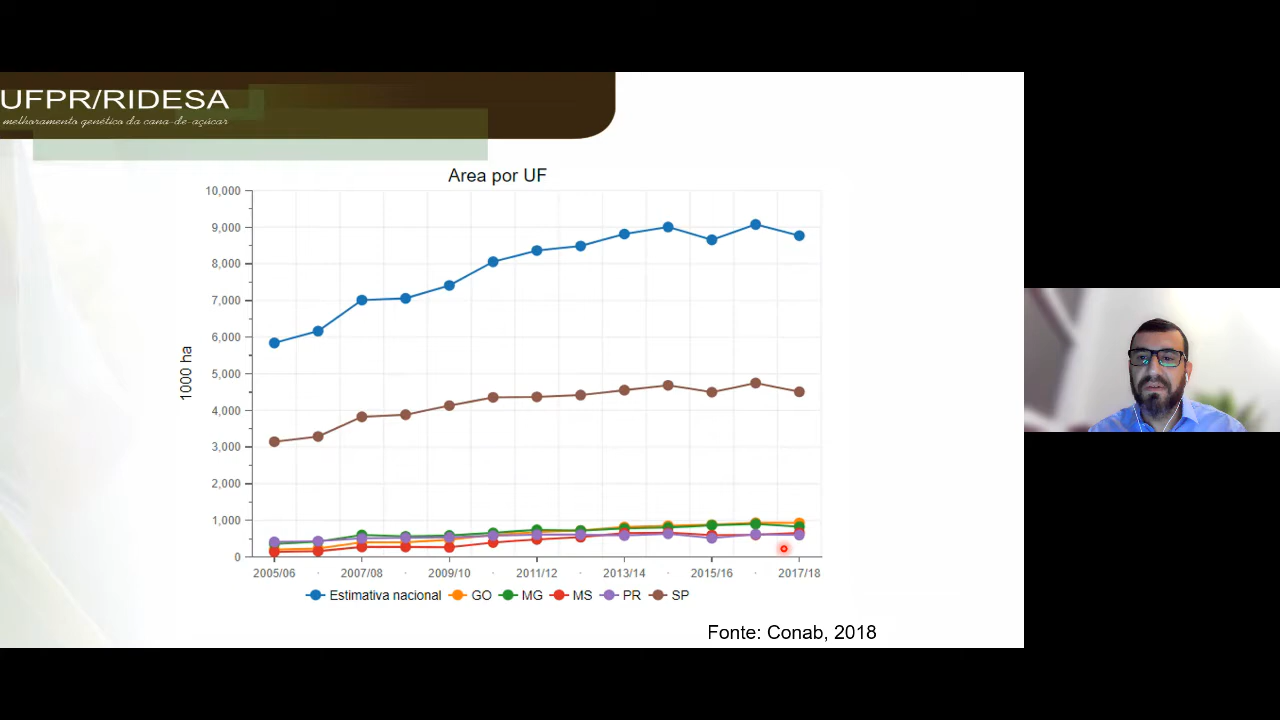 UFPR/RIDESA
melhoramento genético da cana-de-açúcar
Area por UF
10,000
9,000
8,000
7,000
6,000
5,000
4,000
3,000
2,000
1,000
0
1000 ha
2005/06 · 2007/08 · 2009/10 · 2011/12 · 2013/14 · 2015/16 · 2017/18
Estimativa nacional GO MG MS PR SP
Fonte: Conab, 2018